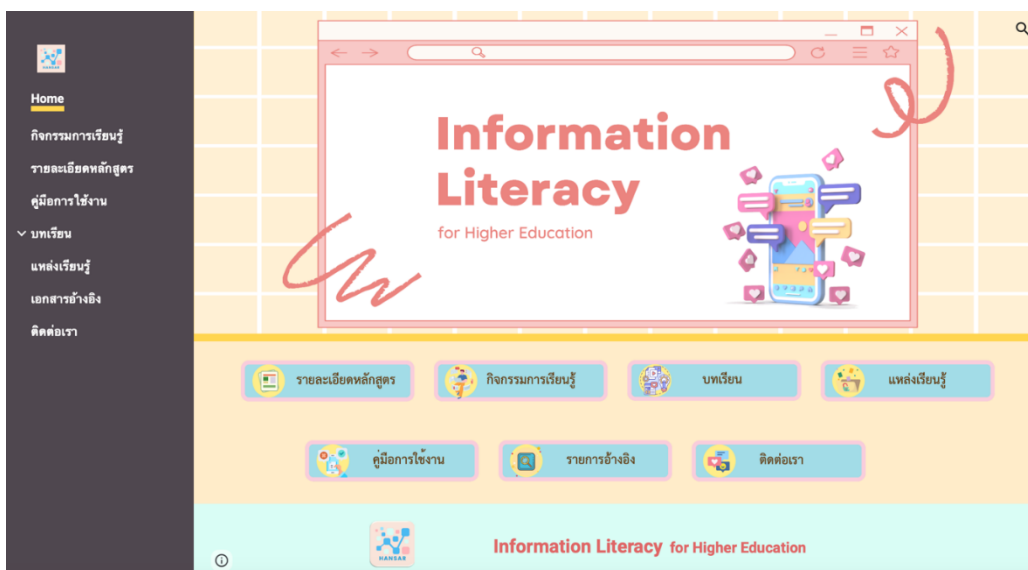 HANSAR
Home
กิจกรรมการเรียนรู้
รายละเอียดหลักสูตร
คู่มือการใช้งาน
บทเรียน
แหล่งเรียนรู้
เอกสารอ้างอิง
ติดต่อเรา
Information
Literacy
for Higher Education
รายละเอียดหลักสูตร
กิจกรรมการเรียนรู้
บทเรียน
แหล่งเรียนรู้
คู่มือการใช้งาน
รายการอ้างอิง
ติดต่อเรา
HANSAR
Information Literacy for Higher Education